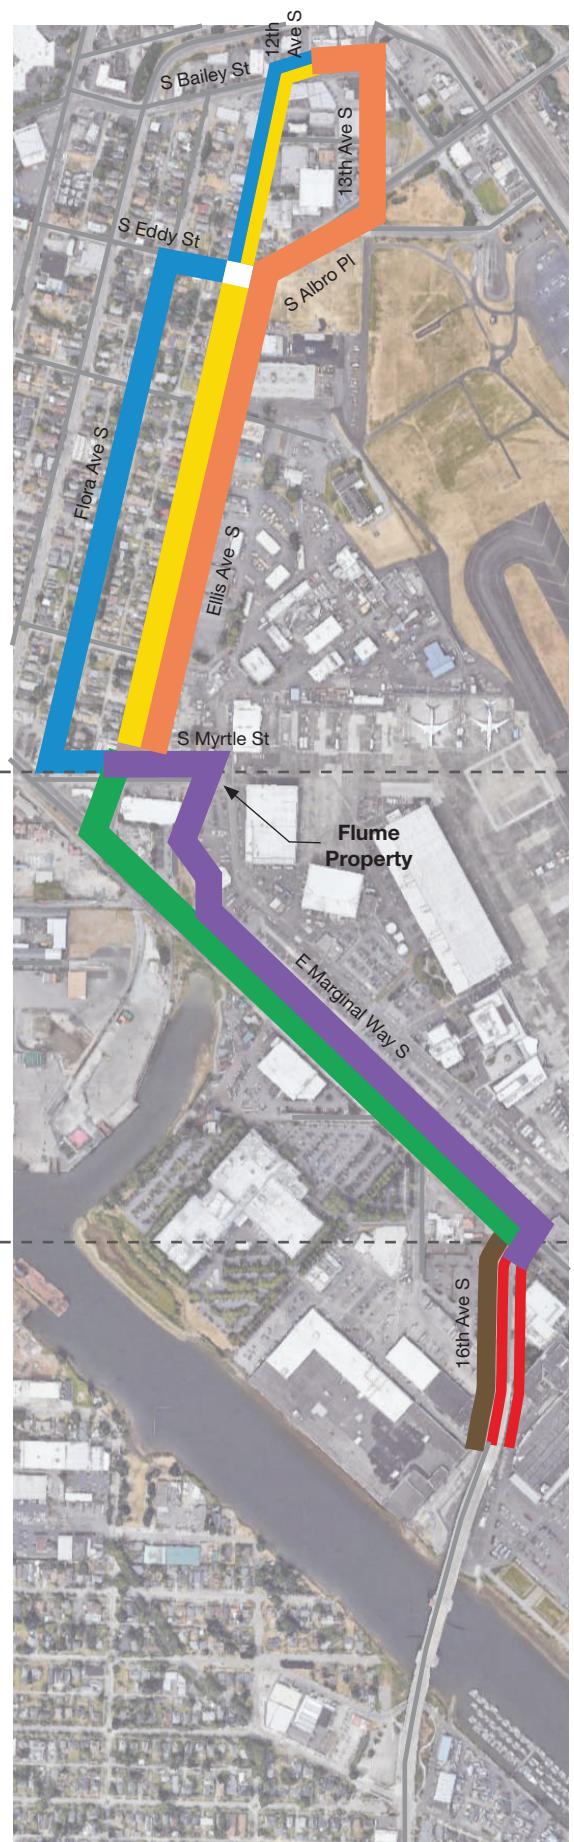 12th
Ave S
S Bailey St
13th Ave S
S Eddy St
S Albro Pl
Flora Ave S
Ellis Ave S
S Myrtle St
Flume
Property
E Marginal Way S
16th Ave S